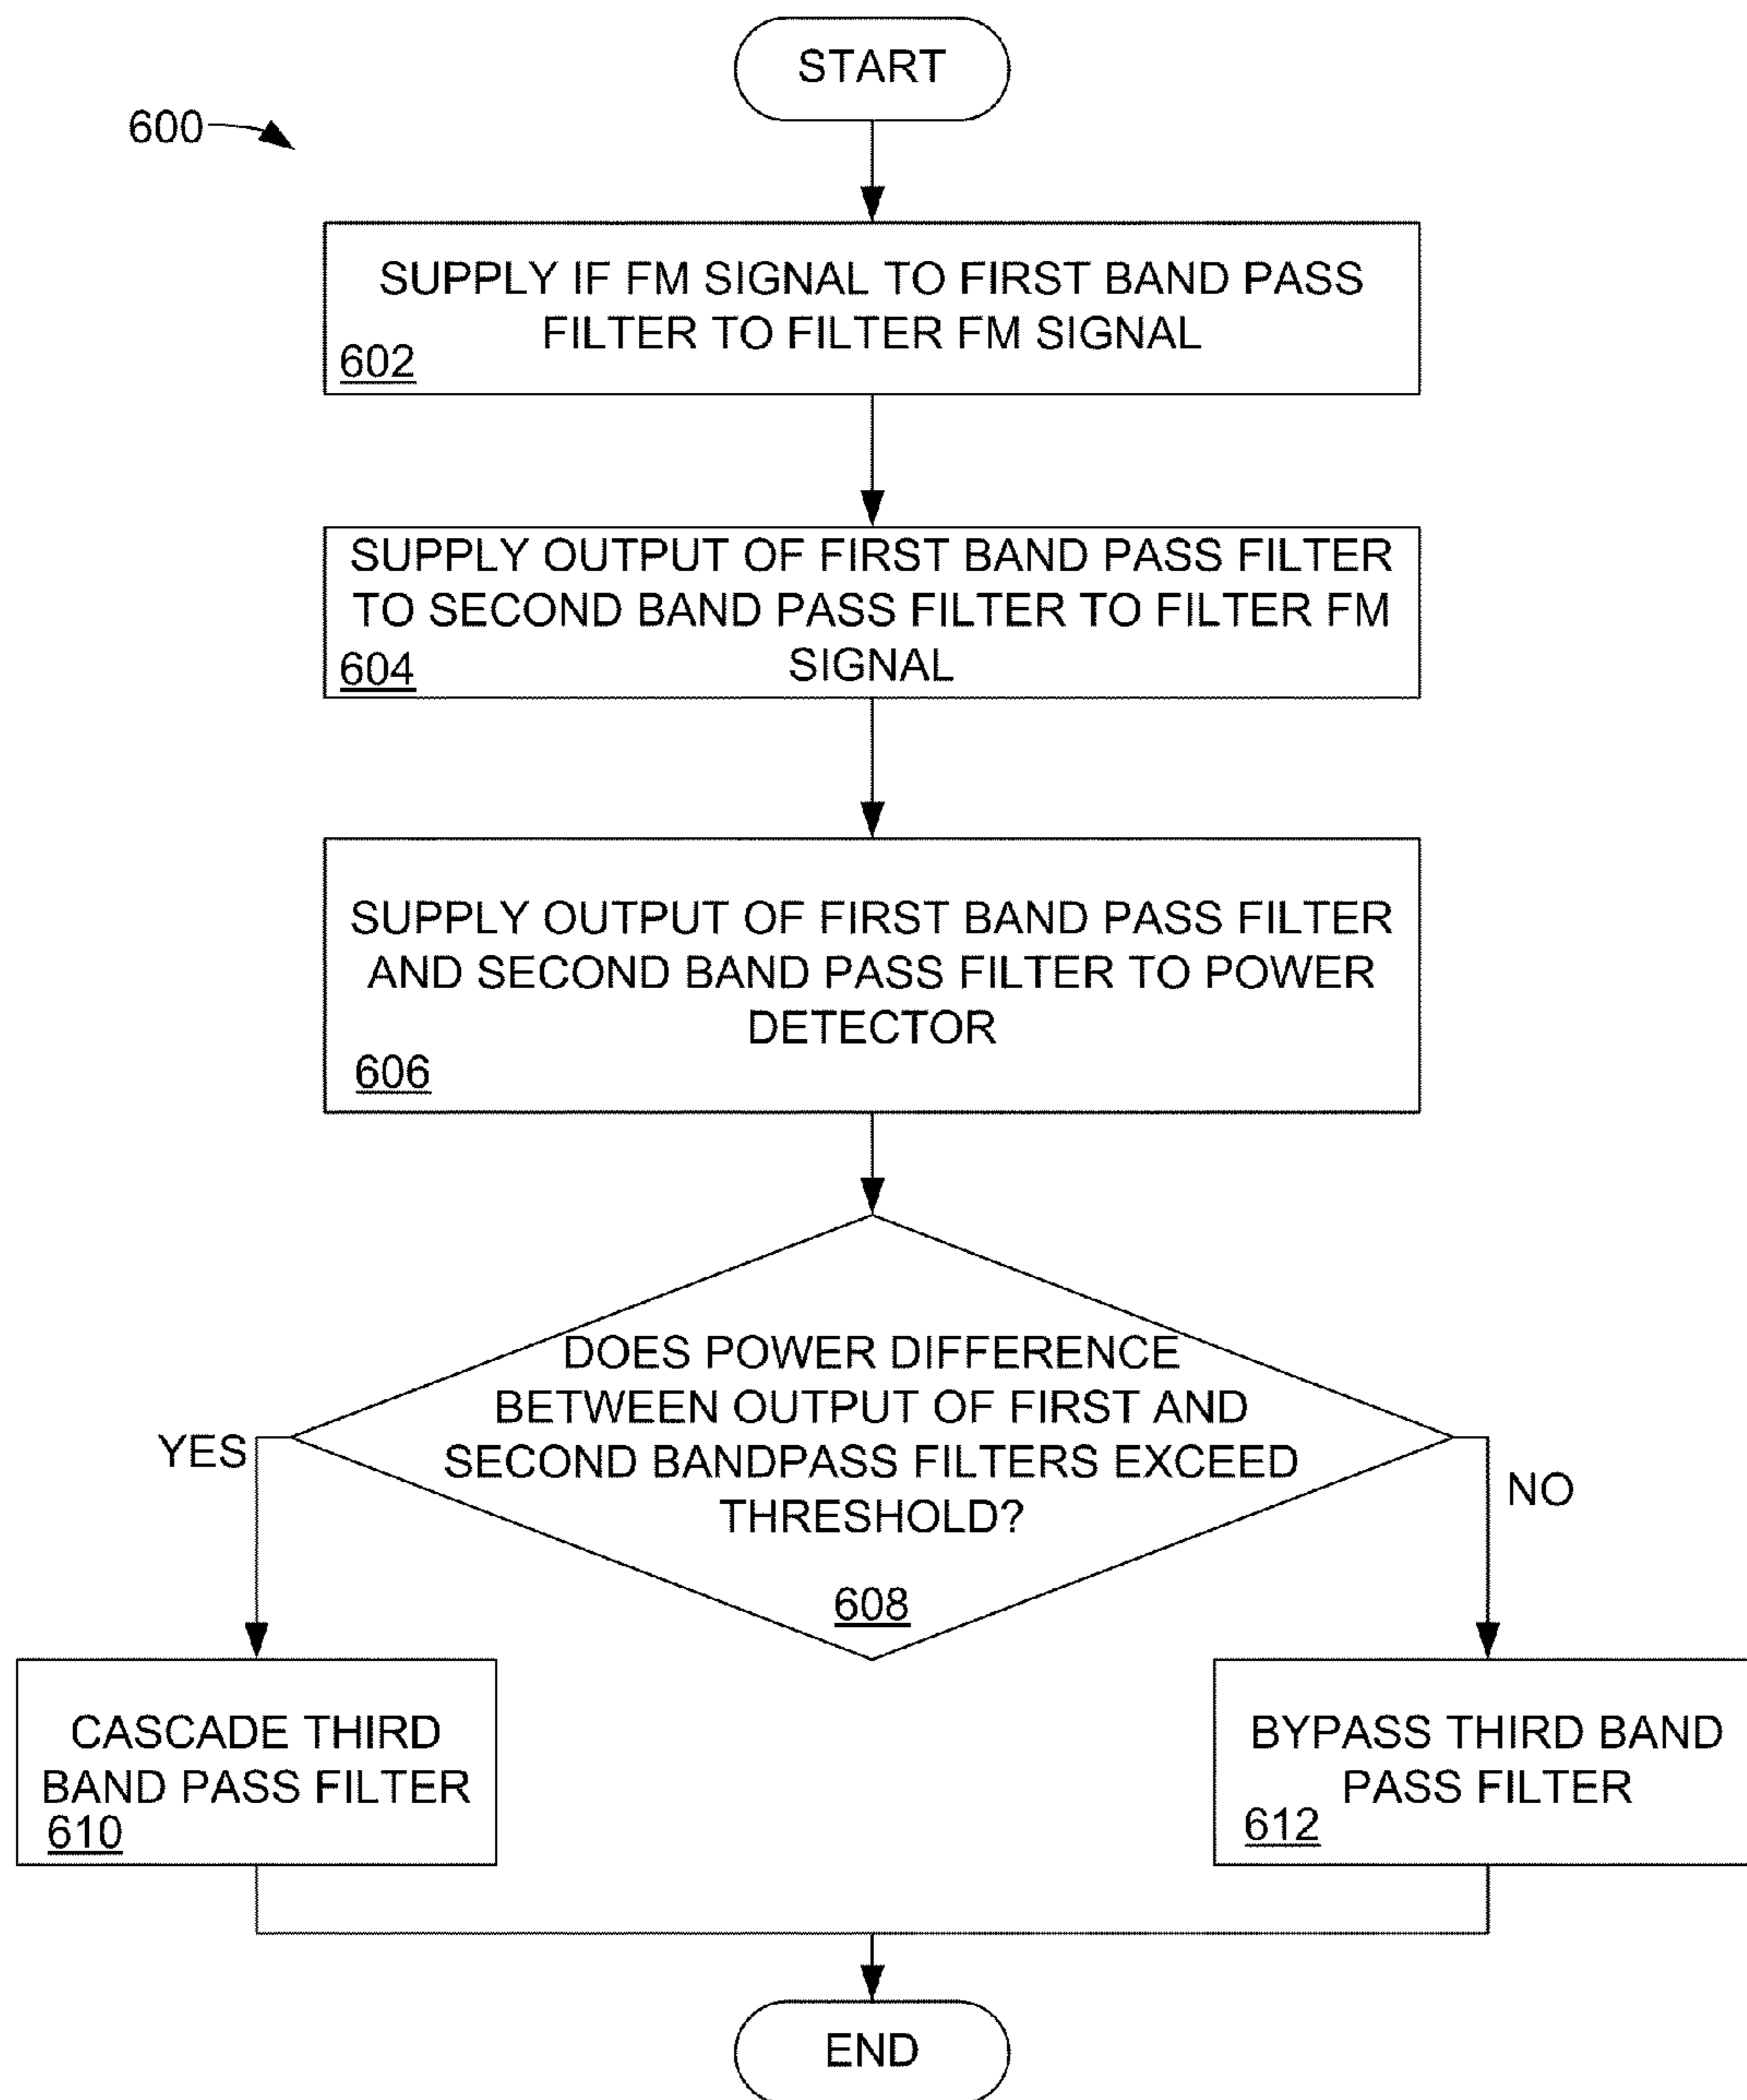 START
600
SUPPLY IF FM SIGNAL TO FIRST BAND PASS
FILTER TO FILTER FM SIGNAL
602
SUPPLY OUTPUT OF FIRST BAND PASS FILTER
TO SECOND BAND PASS FILTER TO FILTER FM
SIGNAL
604
SUPPLY OUTPUT OF FIRST BAND PASS FILTER
AND SECOND BAND PASS FILTER TO POWER
DETECTOR
606
DOES POWER DIFFERENCE
BETWEEN OUTPUT OF FIRST AND
SECOND BANDPASS FILTERS EXCEED
THRESHOLD?
608
YES
NO
CASCADE THIRD
BAND PASS FILTER
610
BYPASS THIRD BAND
PASS FILTER
612
END